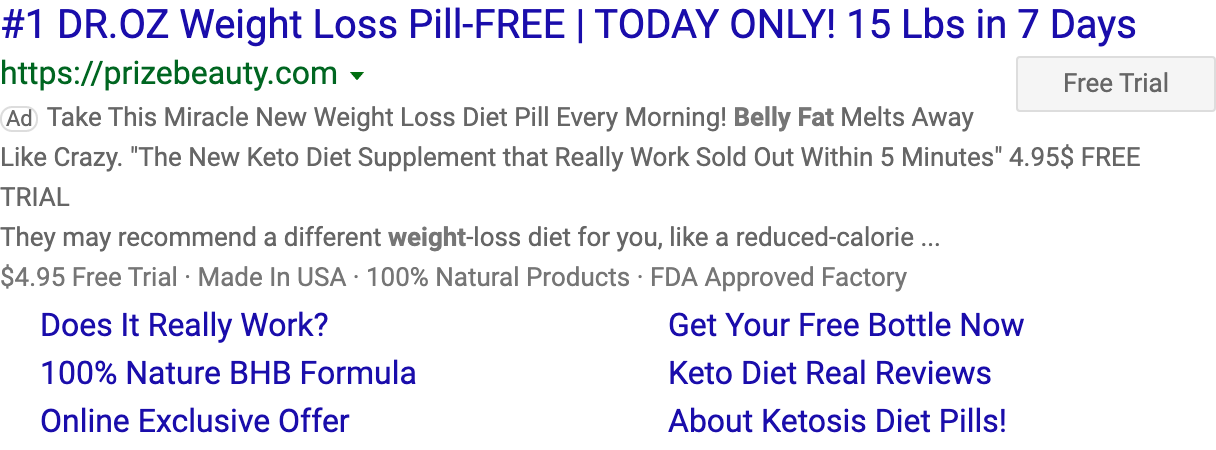 #1 DR.OZ Weight Loss Pill-FREE | TODAY ONLY! 15 Lbs in 7 Days
https://prizebeauty.com
Free Trial
Ad Take This Miracle New Weight Loss Diet Pill Every Morning! Belly Fat Melts Away
Like Crazy. "The New Keto Diet Supplement that Really Work Sold Out Within 5 Minutes" 4.95$ FREE
TRIAL
They may recommend a different weight-loss diet for you, like a reduced-calorie ...
$4.95 Free Trial · Made In USA · 100% Natural Products · FDA Approved Factory
Does It Really Work?
Get Your Free Bottle Now
100% Nature BHB Formula
Keto Diet Real Reviews
Online Exclusive Offer
About Ketosis Diet Pills!